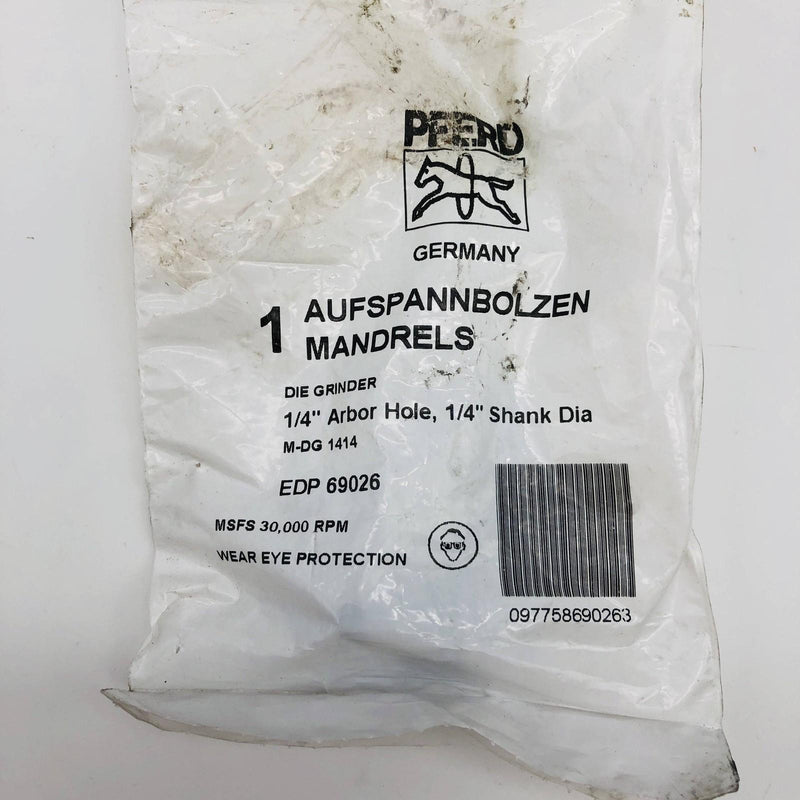 PFERD
GERMANY
1 AUFSPANNBOLZEN
MANDRELS
DIE GRINDER
1/4" Arbor Hole, 1/4" Shank Dia
M-DG 1414
EDP 69026
MSFS 30,000 RPM
WEAR EYE PROTECTION
097758690263